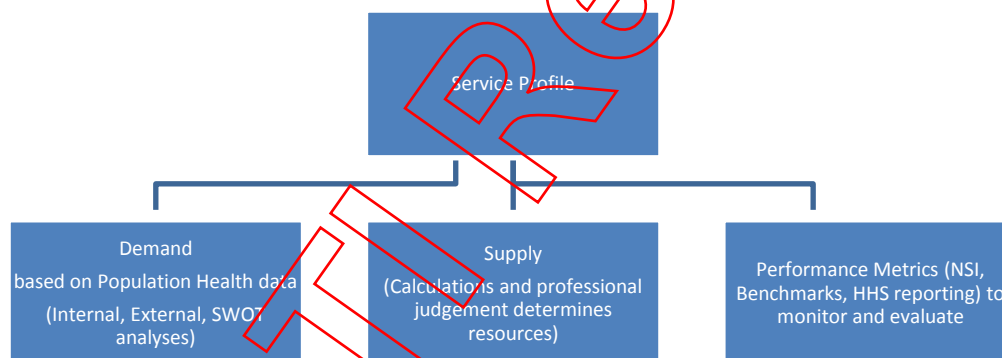 Service Profile
Demand
based on Population Health data
(Internal, External, SWOT
analyses)
Supply
(Calculations and professional
judgement determines
resources)
Performance Metrics (NSI,
Benchmarks, HHS reporting) to
monitor and evaluate